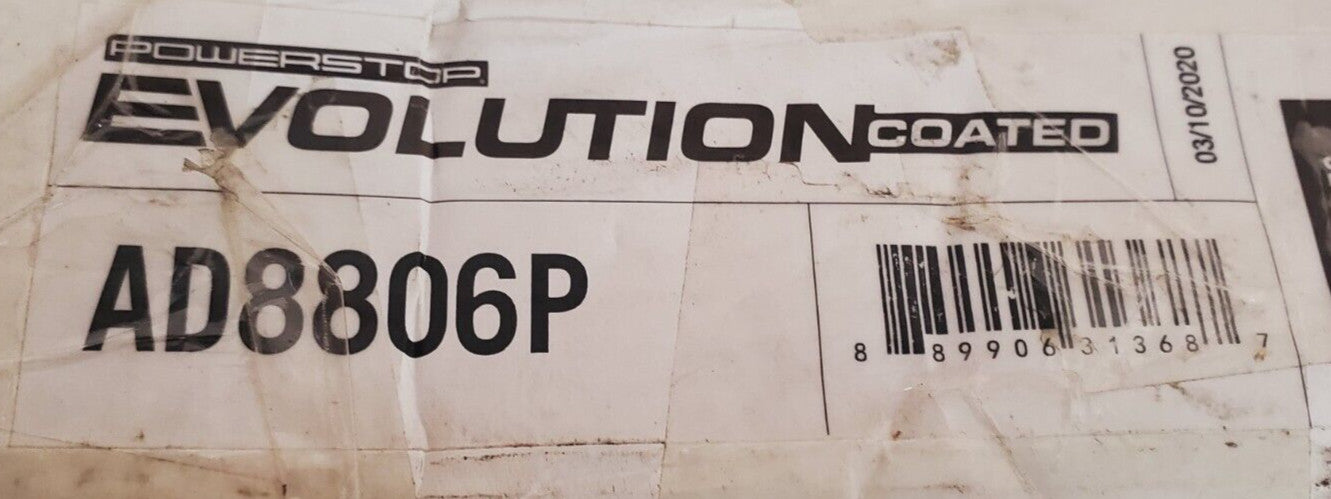 POWERSTOP
EVOLUTION COATED
03/10/2020
AD8806P
8 89906 31368 7